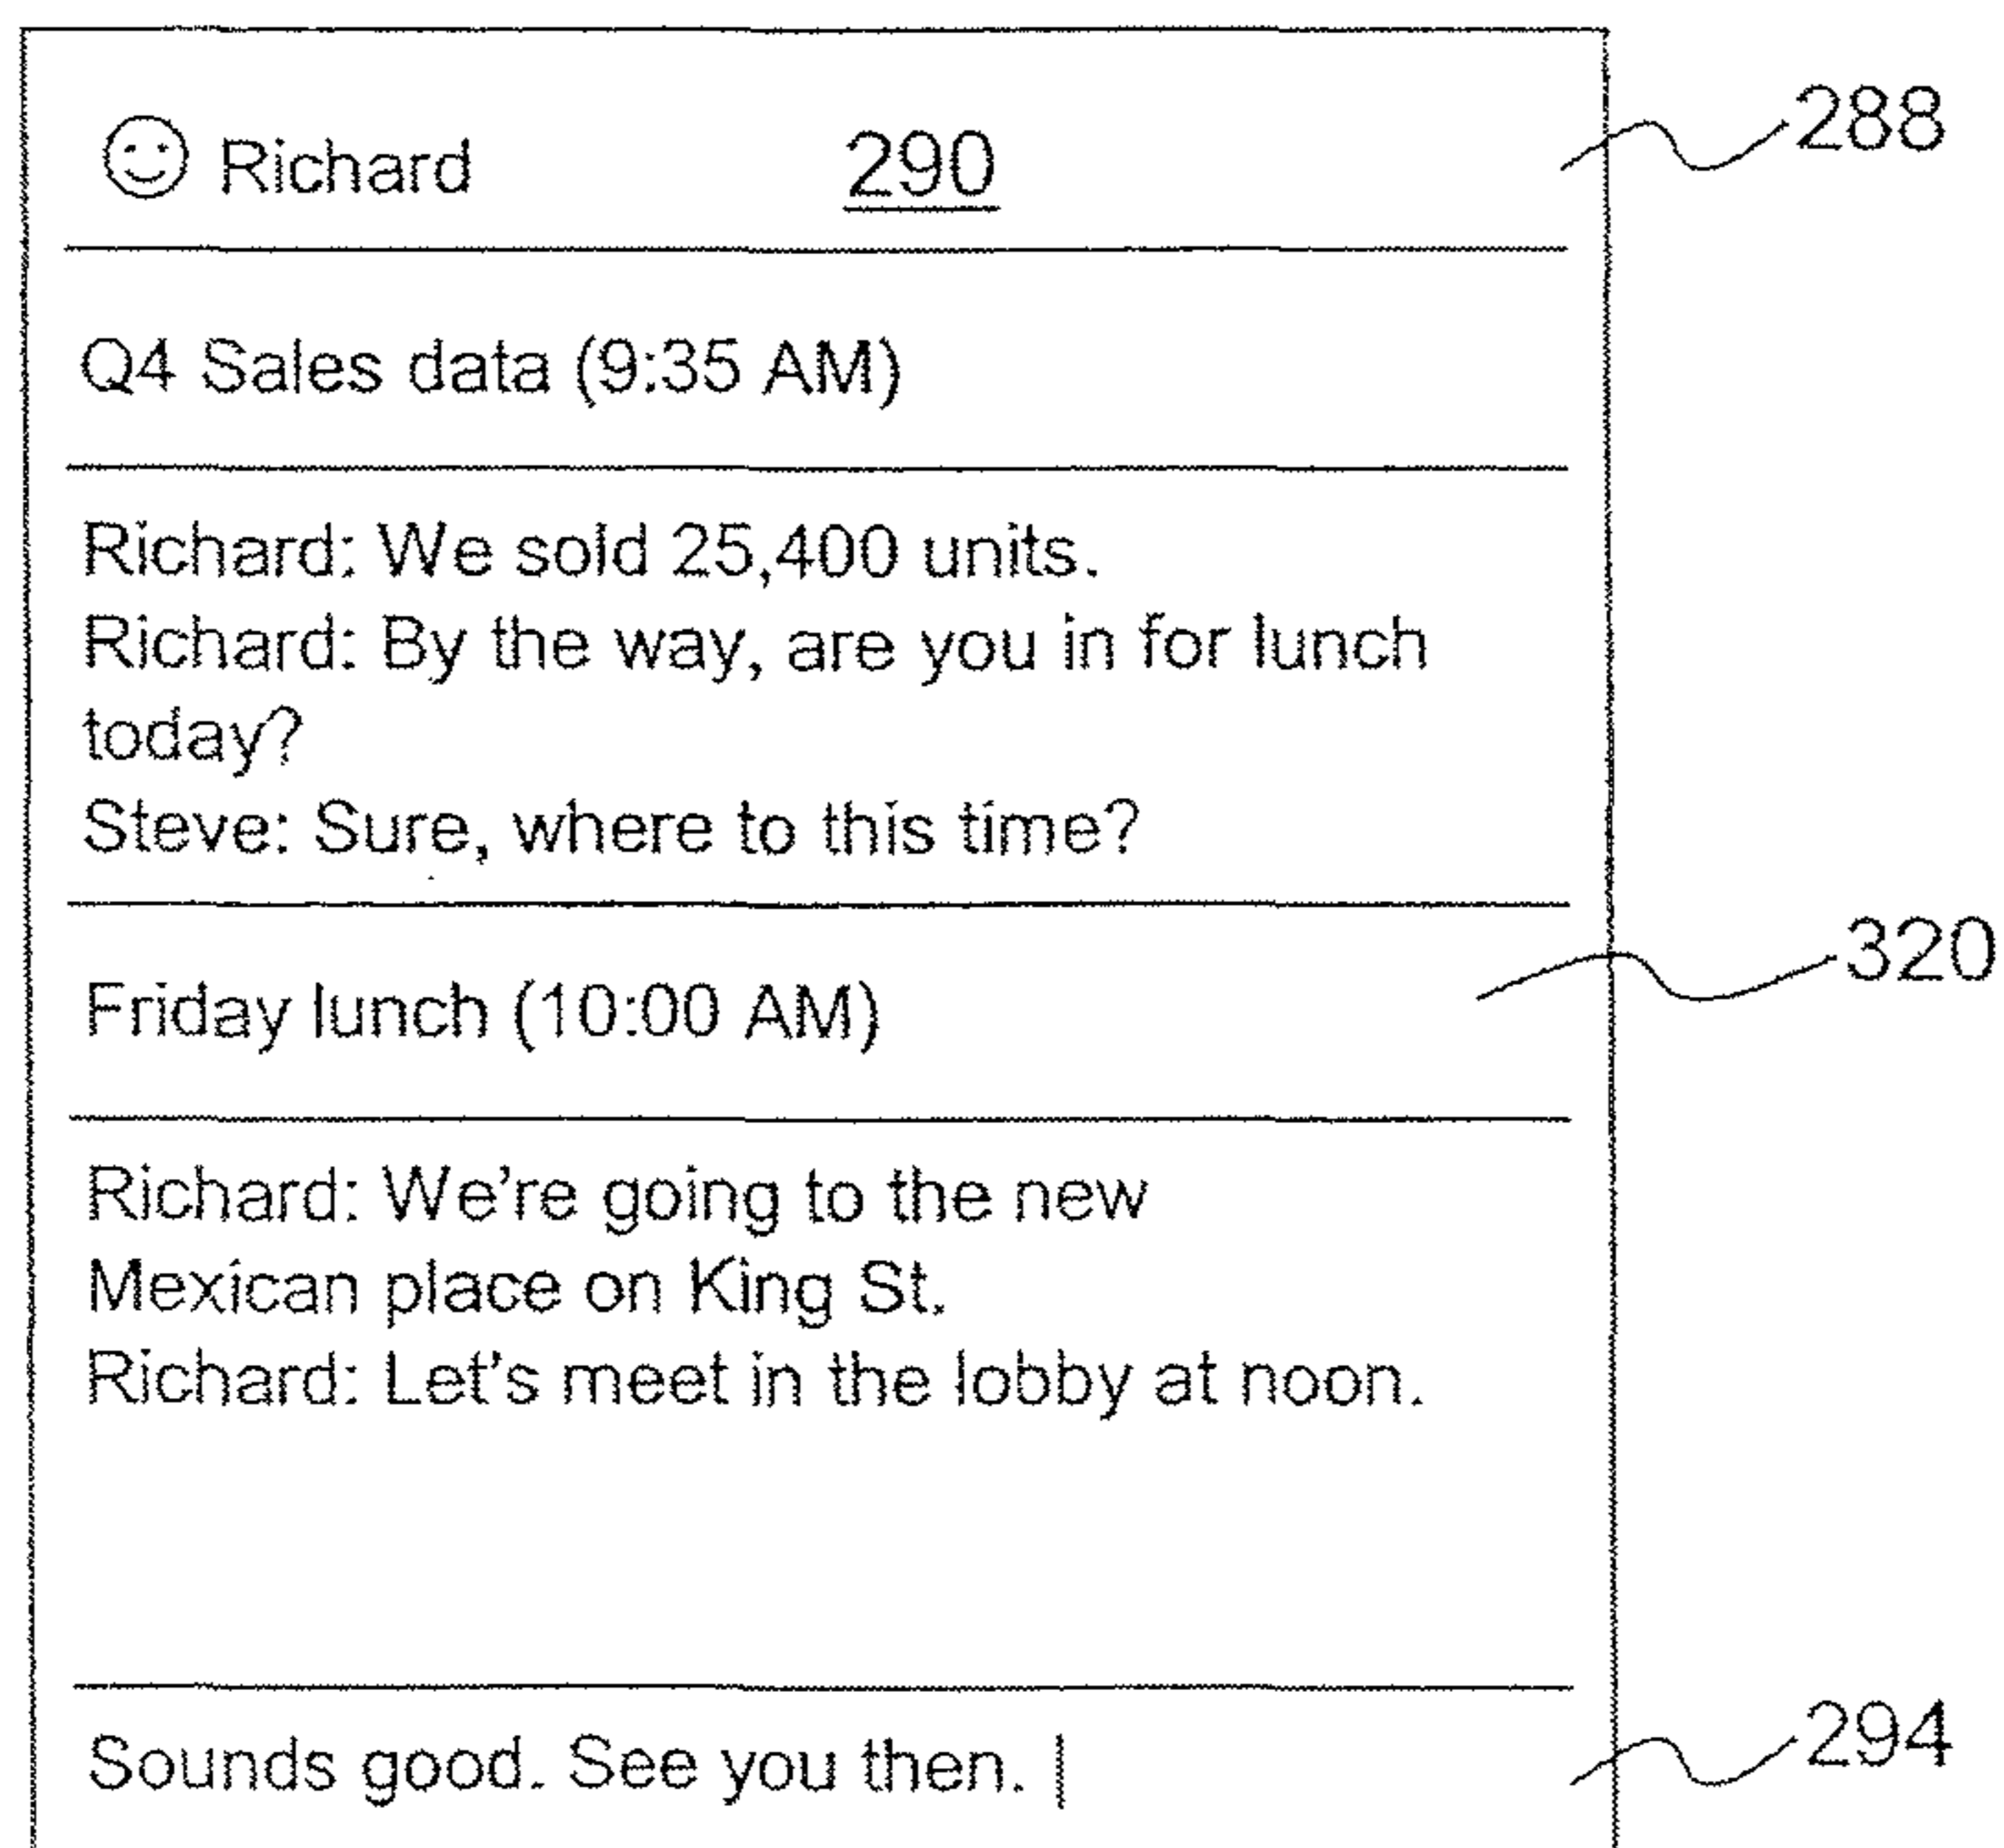 Richard 290 288
Q4 Sales data (9:35 AM)
Richard: We sold 25,400 units.
Richard: By the way, are you in for lunch
today?
Steve: Sure, where to this time?
320
Friday lunch (10:00 AM)
Richard: We're going to the new
Mexican place on King St.
Richard: Let's meet in the lobby at noon.
Sounds good. See you then. 294